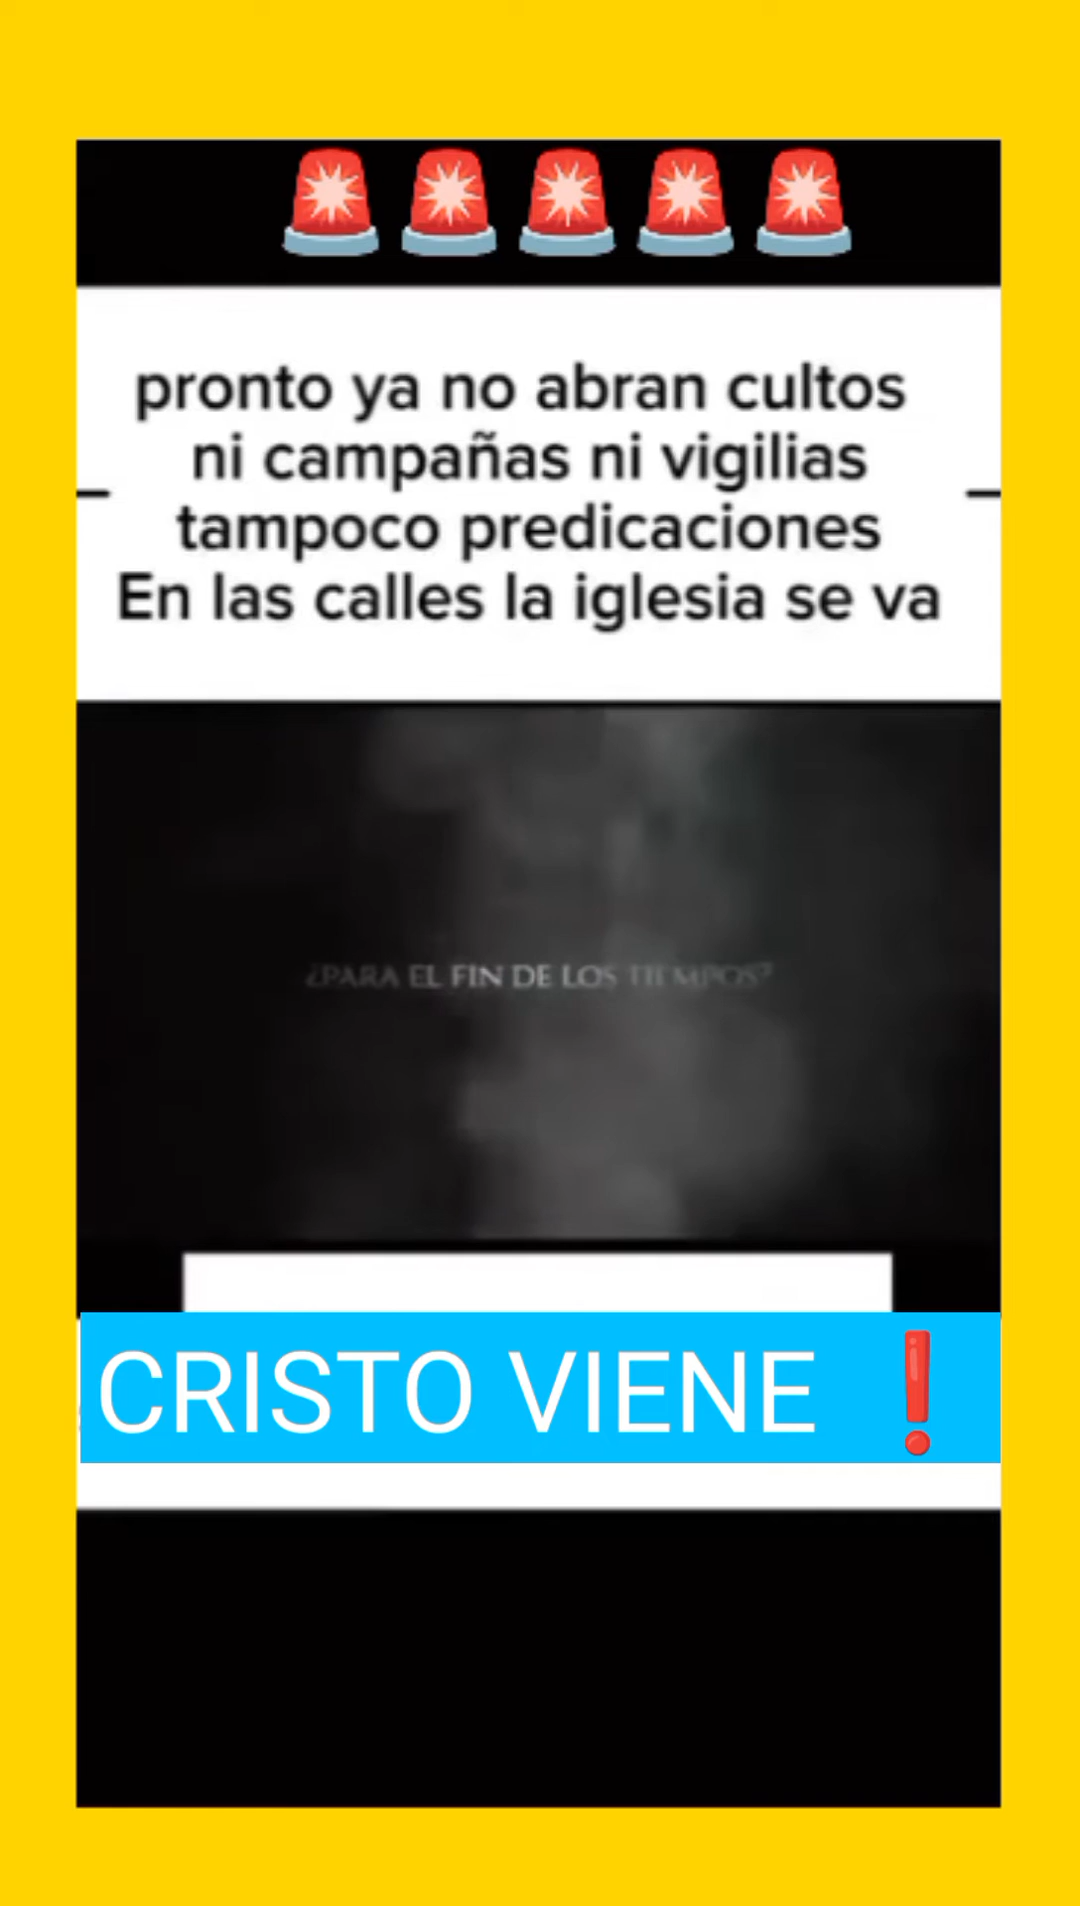 pronto ya no abran cultos
ni campañas ni vigilias
tampoco predicaciones
En las calles la iglesia se va
¿PARA EL FIN DE LOS TIEMPOS?
CRISTO VIENE ❗